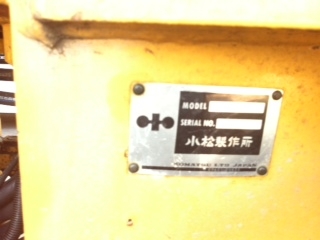 MODEL
SERIAL NO.
小松製作所
KOMATSU LTD JAPAN